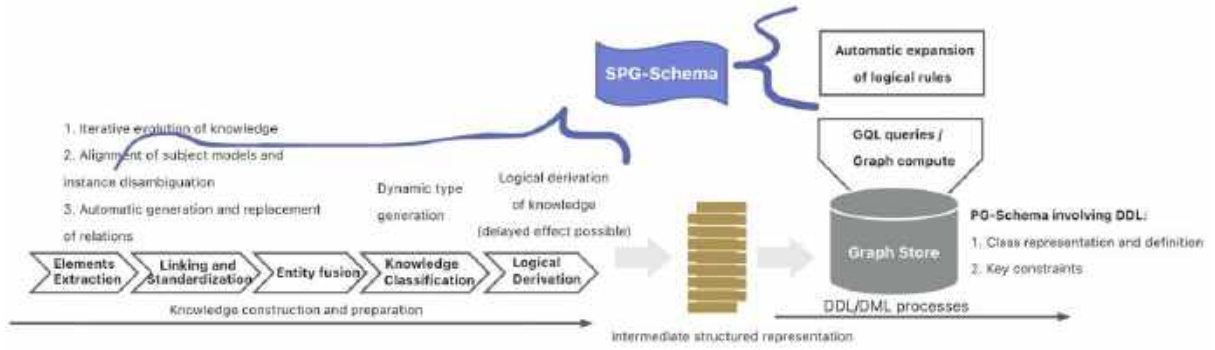 SPG-Schema
Automatic expansion
of logical rules
1. Iterative evolution of knowledge
2. Alignment of subject models and
instance disambiguation
3. Automatic generation and replacement
of relations
Dynamic type
generation
Logical derivation
of knowledge
(delayed effect possible)
GQL queries /
Graph compute
Graph Store
PG-Schema involving DDL:
1. Class representation and definition
2. Key constraints
Elements
Extraction
Linking and
Standardization
Entity fusion
Knowledge
Classification
Logical
Derivation
Knowledge construction and preparation
DDL/DML processes
Intermediate structured representation